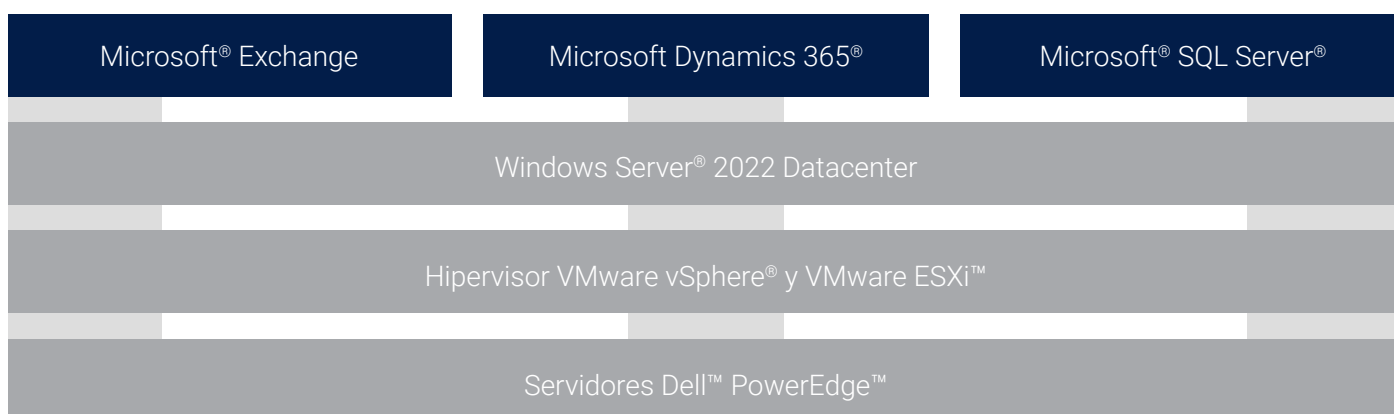 Microsoft® Exchange
Microsoft Dynamics 365®
Microsoft® SQL Server®
Windows Server® 2022 Datacenter
Hipervisor VMware vSphere® y VMware ESXi™
Servidores Dell™ PowerEdge™